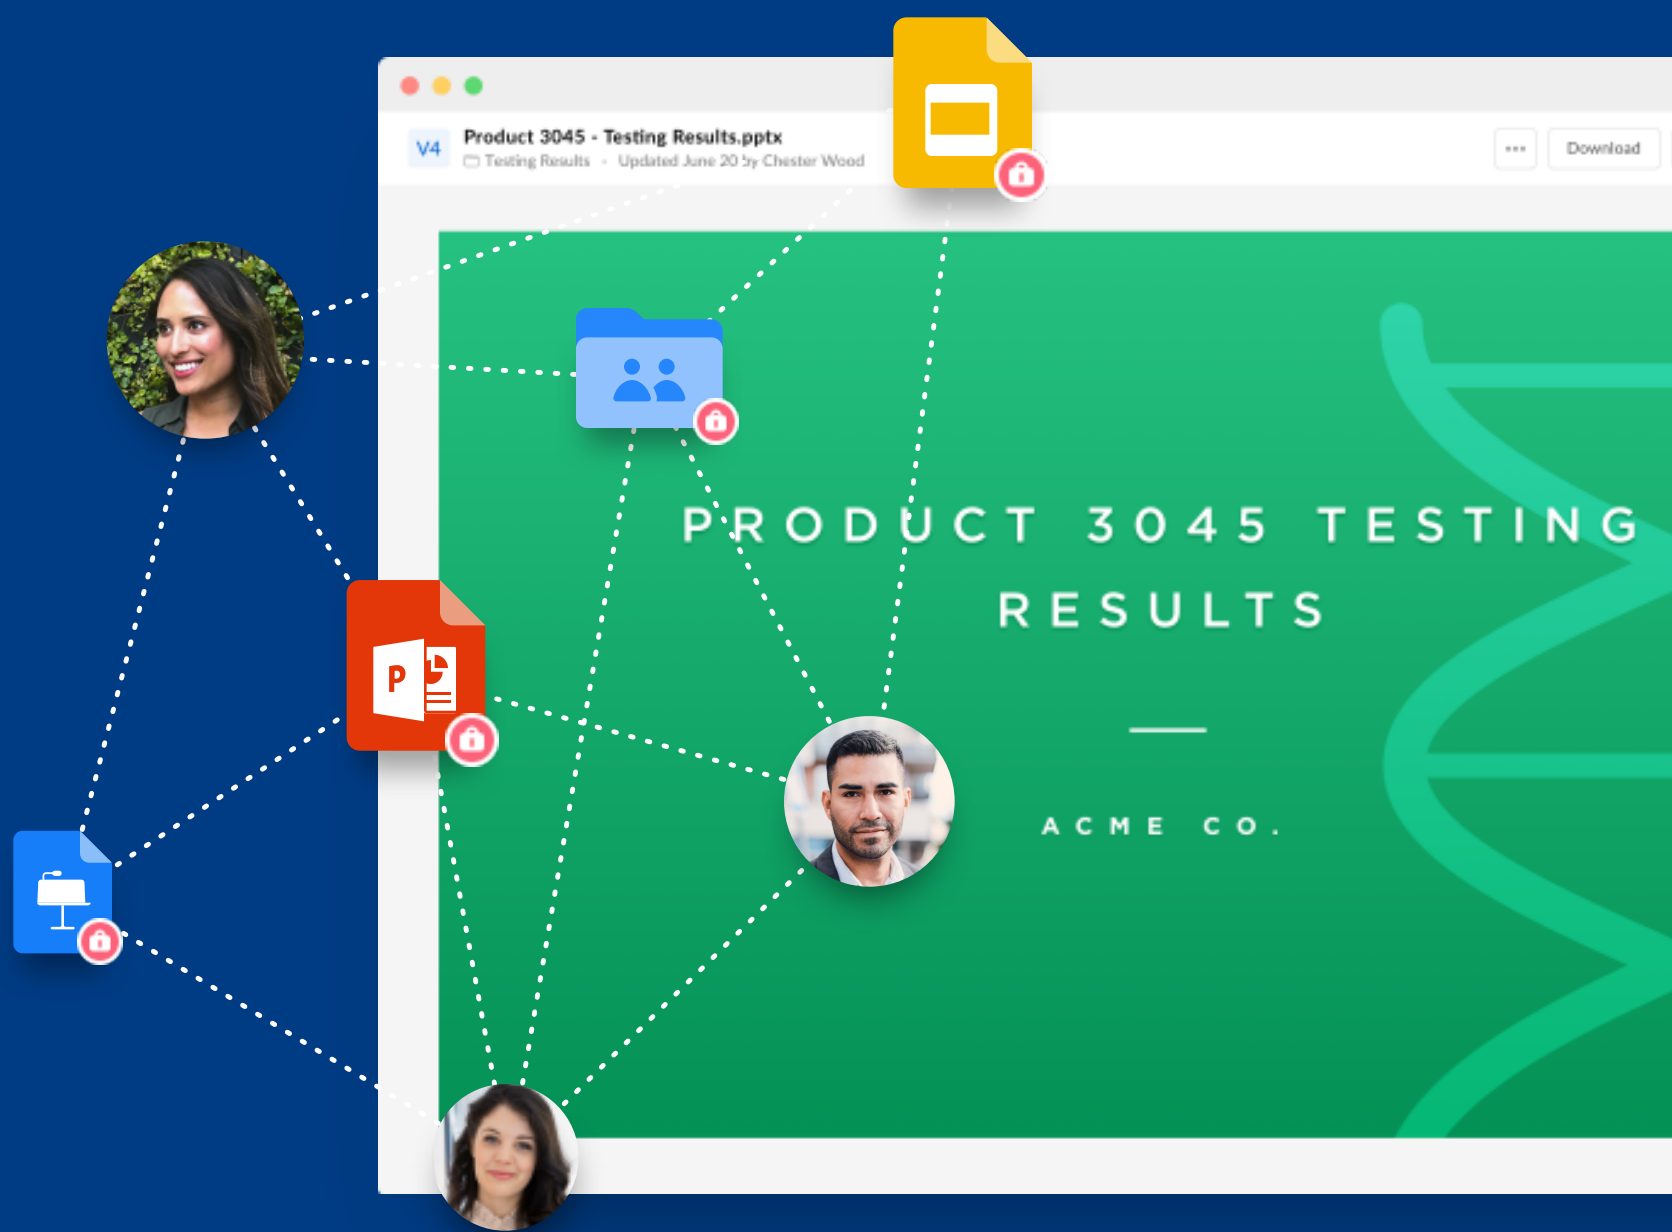 V4
Product 3045 - Testing Results.pptx
Testing Results • Updated June 20 by Chester Wood
••• Download
PRODUCT 3045 TESTING
RESULTS
P
ACME CO.